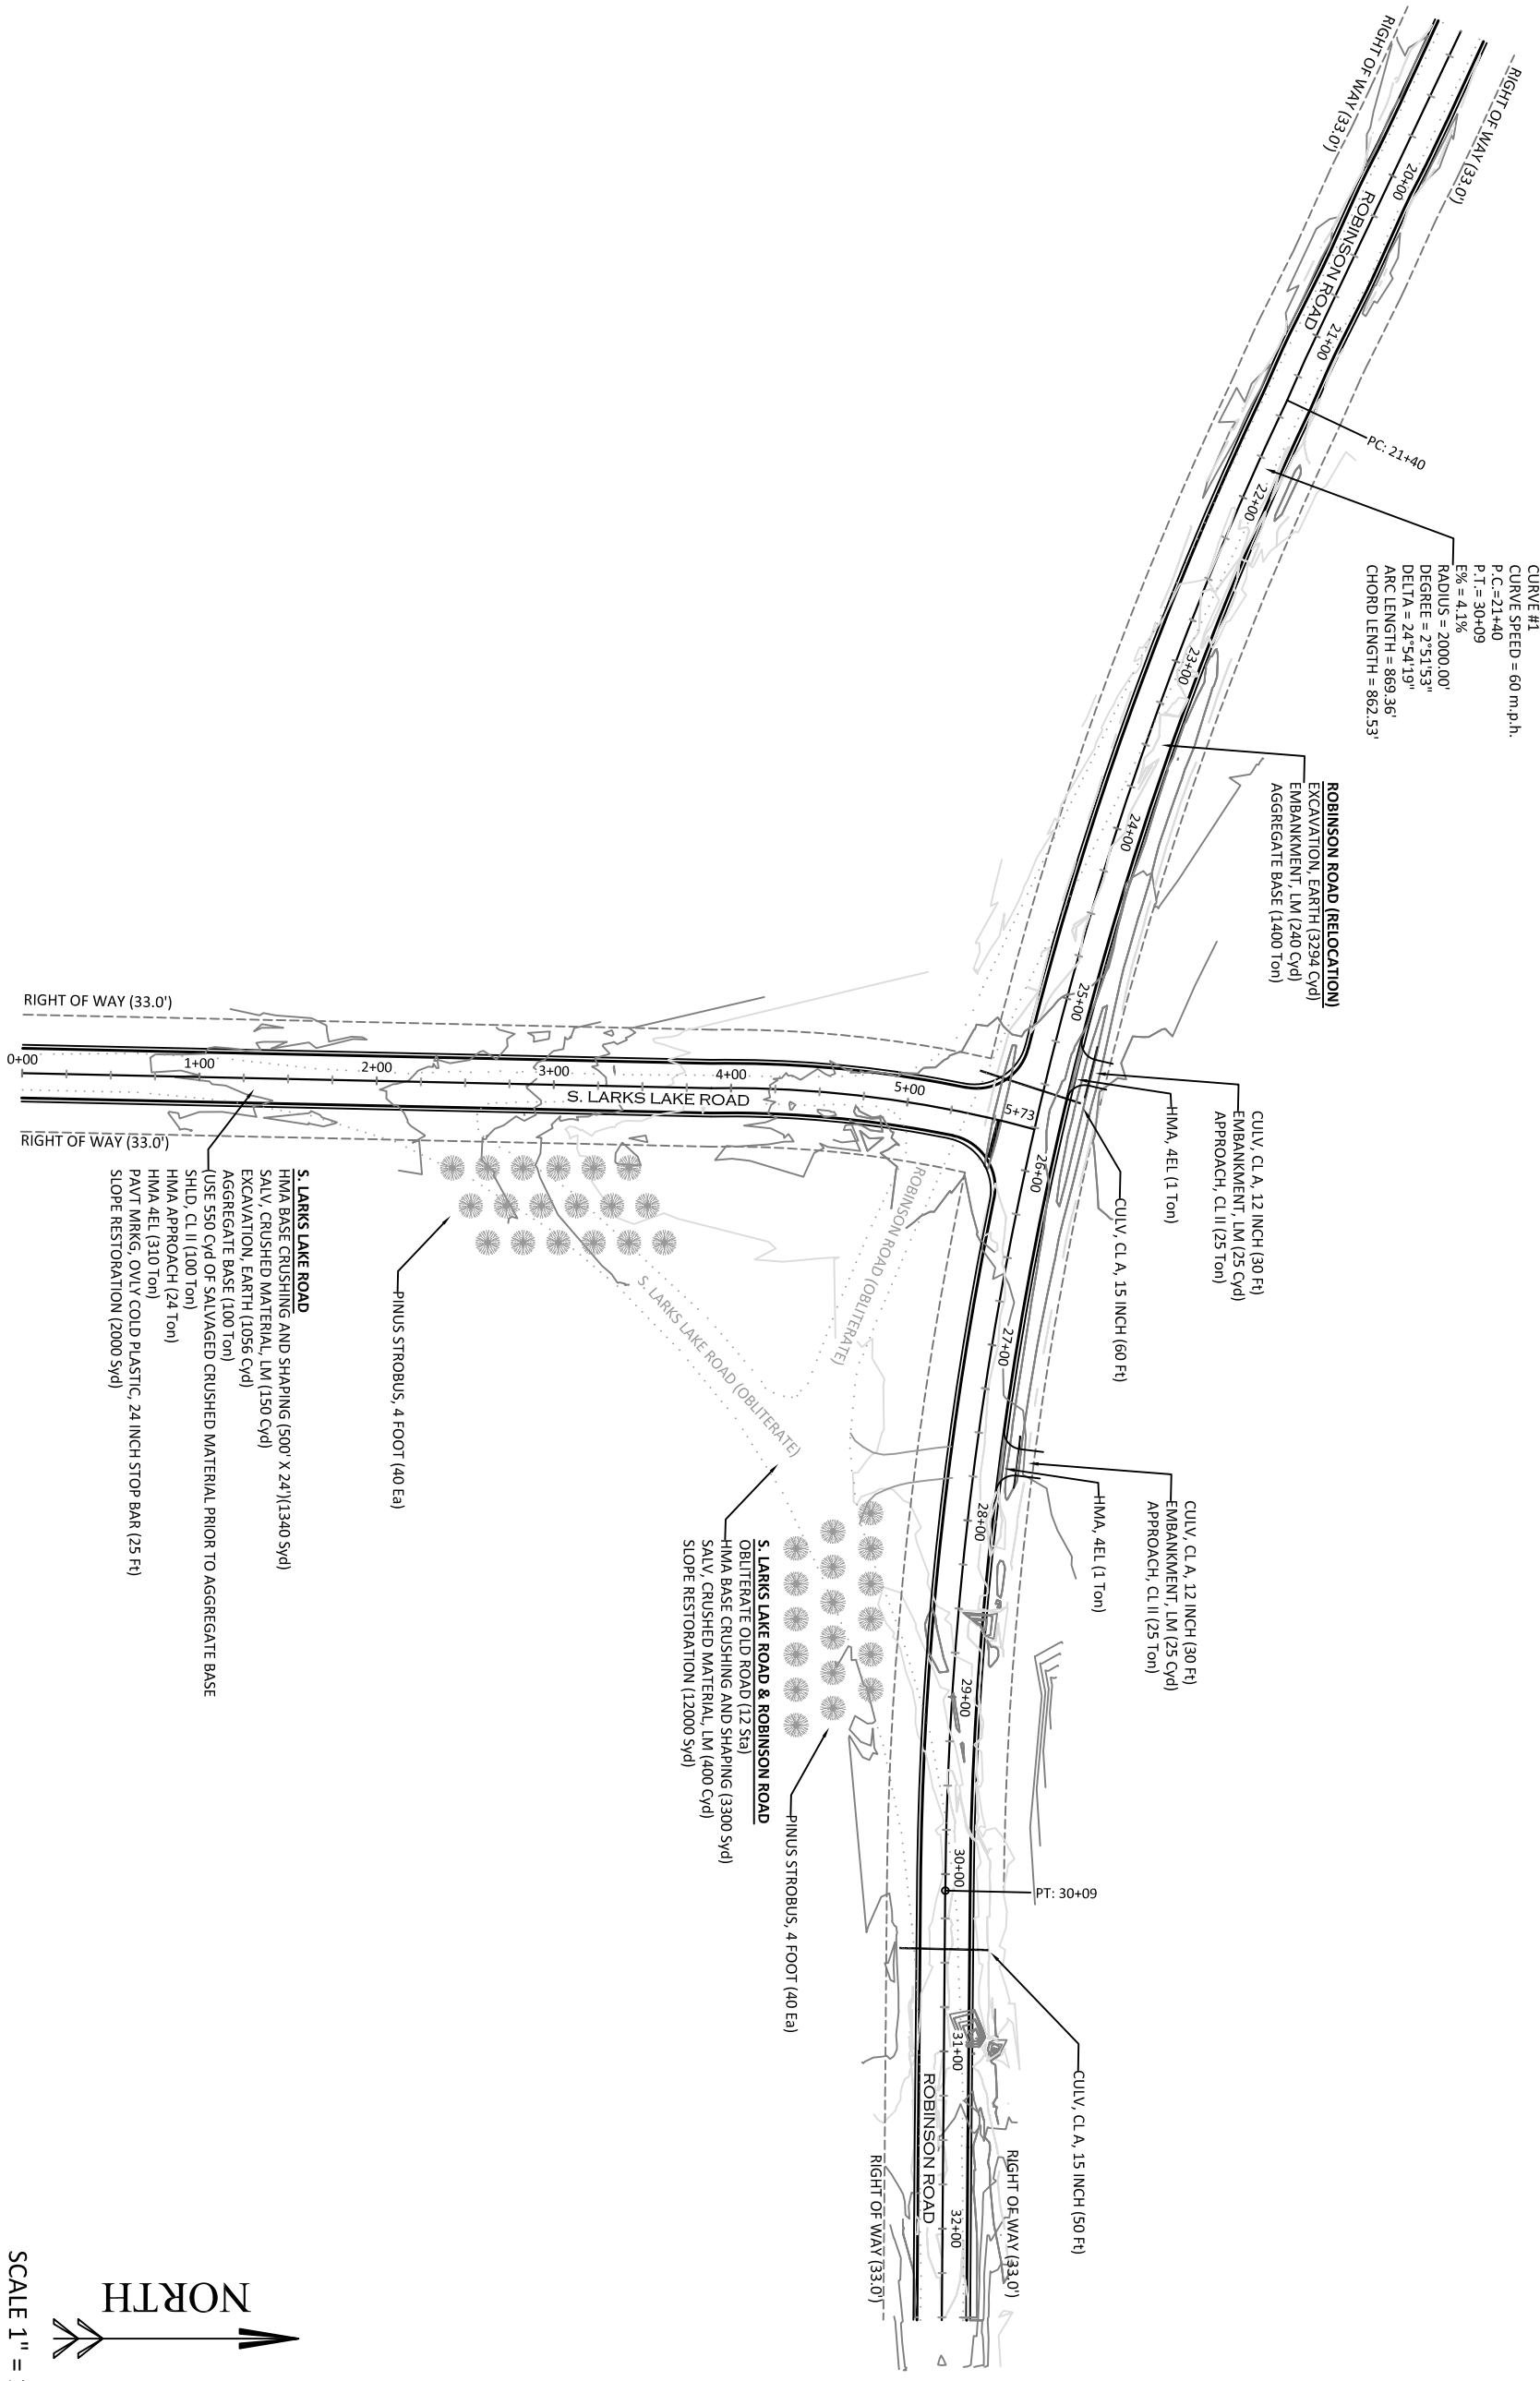 CURVE #1
CURVE SPEED = 60 m.p.h.
P.C.=21+40
P.T.= 30+09
E% = 4.1%
RADIUS = 2000.00'
DEGREE = 2°51'53"
DELTA = 24°54'19"
ARC LENGTH = 869.36'
CHORD LENGTH = 862.53'
RIGHT OF WAY (33.0')
RIGHT OF WAY (33.0')
ROBINSON ROAD
20+00
21+00
PC: 21+40
22+00
23+00
24+00
25+00
26+00
27+00
28+00
29+00
30+00
PT: 30+09
31+00
32+00
ROBINSON ROAD (RELOCATION)
EXCAVATION, EARTH (3294 Cyd)
EMBANKMENT, LM (240 Cyd)
AGGREGATE BASE (1400 Ton)
CULV, CL A, 12 INCH (30 Ft)
EMBANKMENT, LM (25 Cyd)
APPROACH, CL II (25 Ton)
HMA, 4EL (1 Ton)
CULV, CL A, 15 INCH (60 Ft)
CULV, CL A, 12 INCH (30 Ft)
EMBANKMENT, LM (25 Cyd)
APPROACH, CL II (25 Ton)
HMA, 4EL (1 Ton)
CULV, CL A, 15 INCH (50 Ft)
ROBINSON ROAD
RIGHT OF WAY (33.0')
RIGHT OF WAY (33.0')
RIGHT OF WAY (33.0')
0+00
1+00
2+00
3+00
4+00
5+00
5+73
S. LARKS LAKE ROAD
RIGHT OF WAY (33.0')
ROBINSON ROAD (OBLITERATE)
S. LARKS LAKE ROAD (OBLITERATE)
S. LARKS LAKE ROAD & ROBINSON ROAD
OBLITERATE OLD ROAD (12 Sta)
HMA BASE CRUSHING AND SHAPING (3300 Syd)
SALV, CRUSHED MATERIAL, LM (400 Cyd)
SLOPE RESTORATION (12000 Syd)
PINUS STROBUS, 4 FOOT (40 Ea)
PINUS STROBUS, 4 FOOT (40 Ea)
S. LARKS LAKE ROAD
HMA BASE CRUSHING AND SHAPING (500' X 24')(1340 Syd)
SALV, CRUSHED MATERIAL, LM (150 Cyd)
EXCAVATION, EARTH (1056 Cyd)
AGGREGATE BASE (100 Ton)
(USE 550 Cyd OF SALVAGED CRUSHED MATERIAL PRIOR TO AGGREGATE BASE
SHLD, CL II (100 Ton)
HMA APPROACH (24 Ton)
HMA 4EL (310 Ton)
PAVT MRKG, OVLY COLD PLASTIC, 24 INCH STOP BAR (25 Ft)
SLOPE RESTORATION (2000 Syd)
NORTH
SCALE 1" =